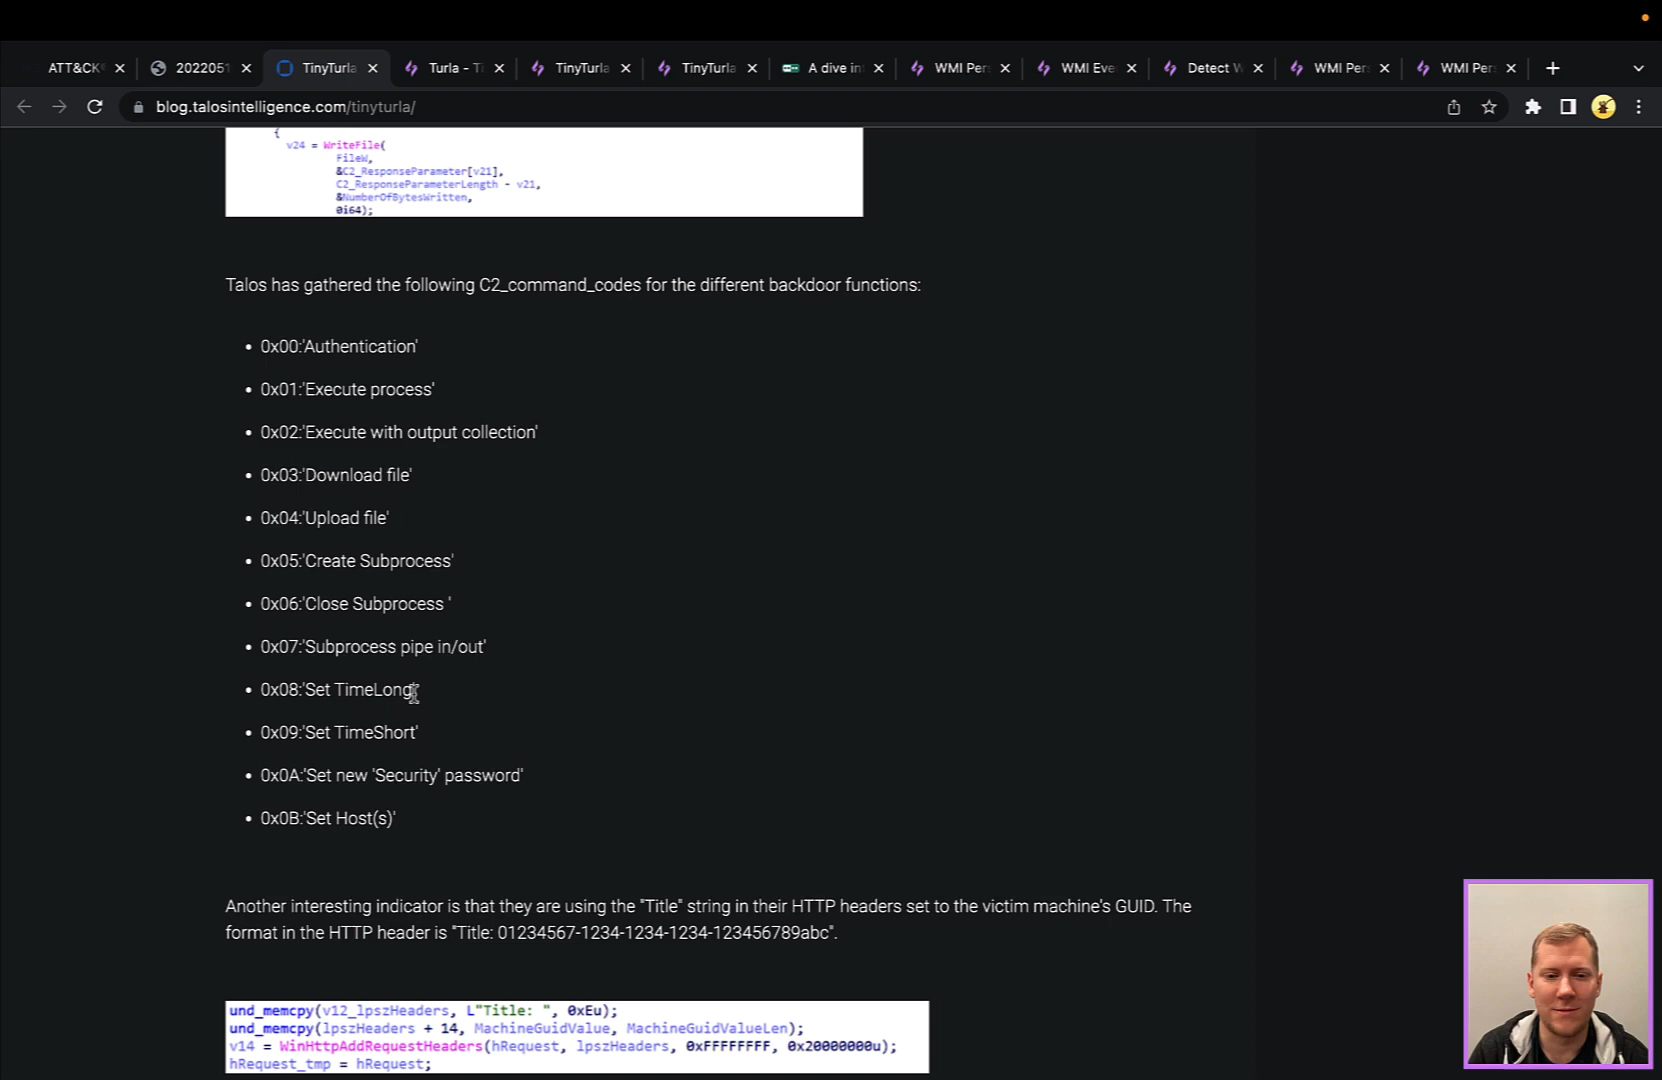 ATT&CK
202205
TinyTurla
Turla - Ti
TinyTurla
TinyTurla
A dive in
WMI Per
WMI Eve
Detect W
WMI Per
WMI Per
blog.talosintelligence.com/tinyturla/
{
v24 = WriteFile(
FileW,
&C2_ResponseParameter[v21],
C2_ResponseParameterLength - v21,
&NumberOfBytesWritten,
0i64);
Talos has gathered the following C2_command_codes for the different backdoor functions:
• 0x00:'Authentication'
• 0x01:'Execute process'
• 0x02:'Execute with output collection'
• 0x03:'Download file'
• 0x04:'Upload file'
• 0x05:'Create Subprocess'
• 0x06:'Close Subprocess '
• 0x07:'Subprocess pipe in/out'
• 0x08:'Set TimeLong'
• 0x09:'Set TimeShort'
• 0x0A:'Set new 'Security' password'
• 0x0B:'Set Host(s)'
Another interesting indicator is that they are using the "Title" string in their HTTP headers set to the victim machine's GUID. The
format in the HTTP header is "Title: 01234567-1234-1234-1234-123456789abc".
und_memcpy(v12_lpszHeaders, L"Title: ", 0xEu);
und_memcpy(lpszHeaders + 14, MachineGuidValue, MachineGuidValueLen);
v14 = WinHttpAddRequestHeaders(hRequest, lpszHeaders, 0xFFFFFFFF, 0x20000000u);
hRequest_tmp = hRequest;